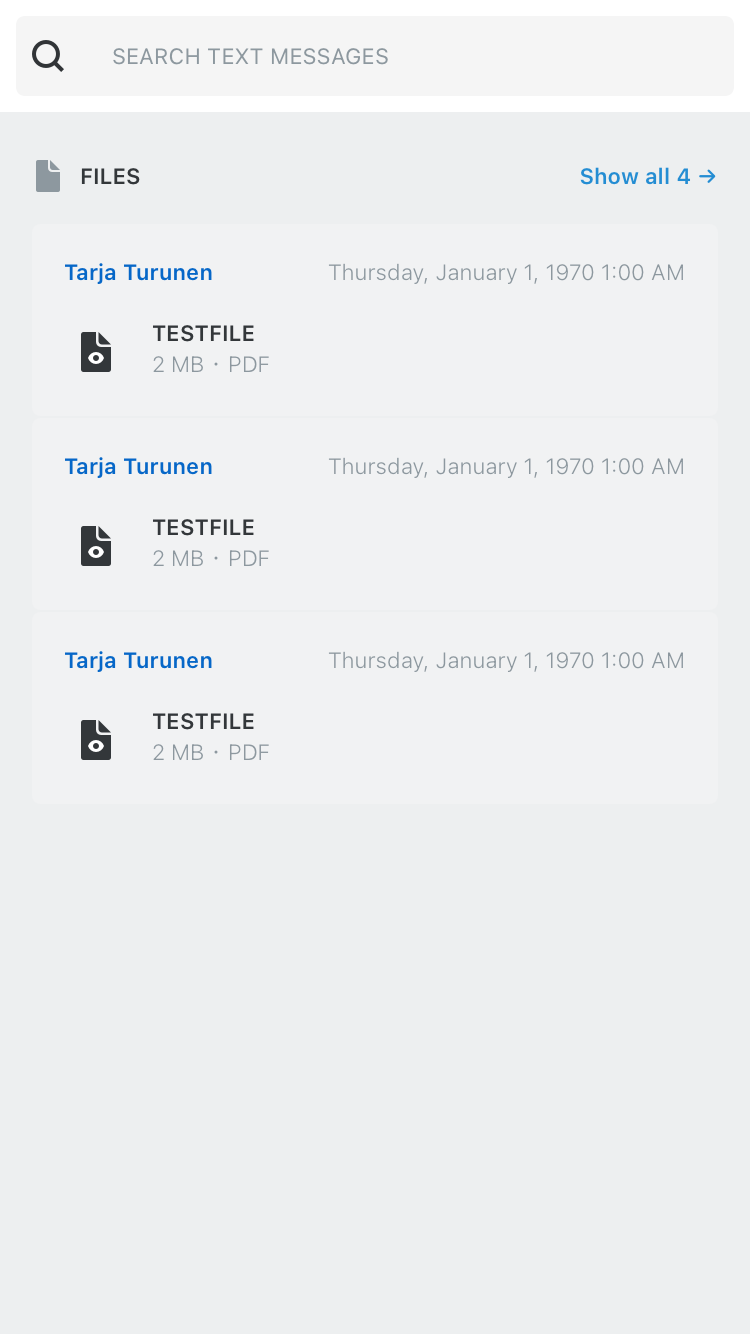 SEARCH TEXT MESSAGES
FILES Show all 4 →
Tarja Turunen Thursday, January 1, 1970 1:00 AM
TESTFILE
2 MB · PDF
Tarja Turunen Thursday, January 1, 1970 1:00 AM
TESTFILE
2 MB · PDF
Tarja Turunen Thursday, January 1, 1970 1:00 AM
TESTFILE
2 MB · PDF